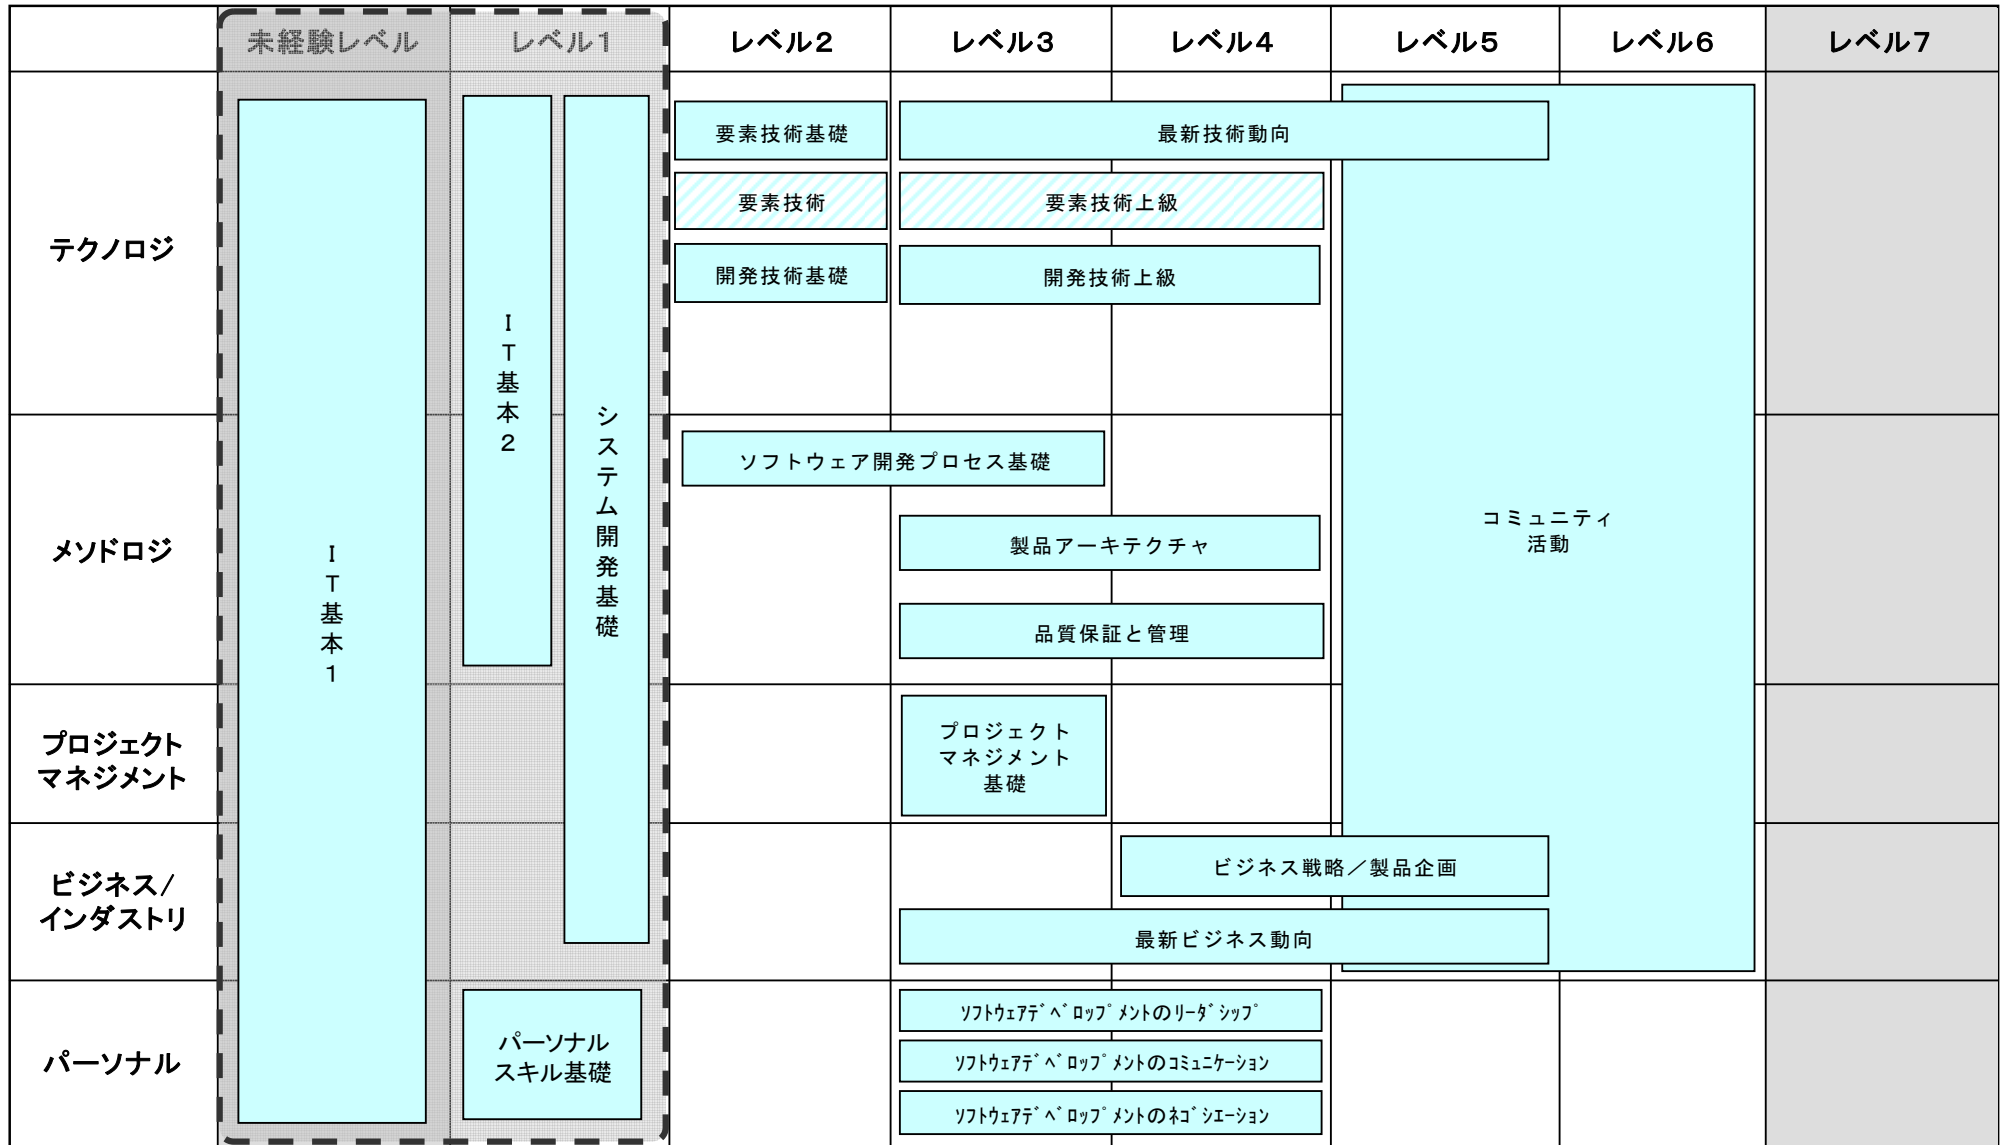 未経験レベル
レベル1
レベル2
レベル3
レベル4
レベル5
レベル6
レベル7
テクノロジ
メソドロジ
プロジェクト
マネジメント
ビジネス/
インダストリ
パーソナル
IT基本1
IT基本2
システム開発基礎
パーソナル
スキル基礎
要素技術基礎
最新技術動向
要素技術
要素技術上級
開発技術基礎
開発技術上級
ソフトウェア開発プロセス基礎
製品アーキテクチャ
品質保証と管理
コミュニティ
活動
プロジェクト
マネジメント
基礎
ビジネス戦略/製品企画
最新ビジネス動向
ソフトウェアデベロップメントのリーダシップ
ソフトウェアデベロップメントのコミュニケーション
ソフトウェアデベロップメントのネゴシエーション